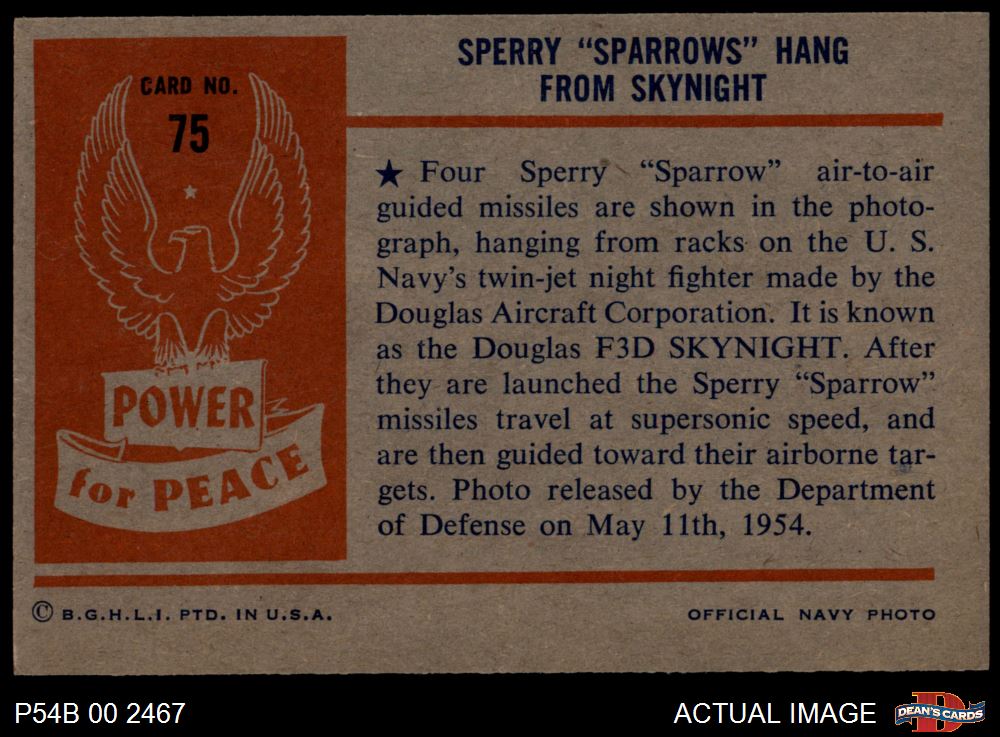 CARD NO.
75
POWER
for PEACE
SPERRY “SPARROWS” HANG
FROM SKYNIGHT
★ Four Sperry “Sparrow” air-to-air
guided missiles are shown in the photo-
graph, hanging from racks on the U. S.
Navy’s twin-jet night fighter made by the
Douglas Aircraft Corporation. It is known
as the Douglas F3D SKYNIGHT. After
they are launched the Sperry “Sparrow”
missiles travel at supersonic speed, and
are then guided toward their airborne tar-
gets. Photo released by the Department
of Defense on May 11th, 1954.
© B.G.H.L.I. PTD. IN U.S.A.
OFFICIAL NAVY PHOTO
P54B 00 2467
ACTUAL IMAGE
DEAN'S CARDS